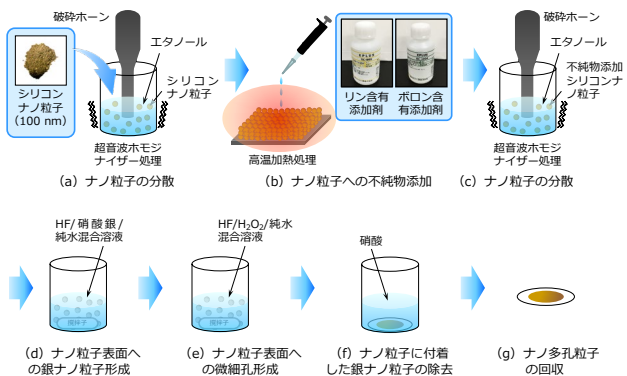 破砕ホーン
エタノール
シリコン
ナノ粒子
シリコン
ナノ粒子
(100 nm)
超音波ホモジ
ナイザー処理
(a) ナノ粒子の分散
リン含有
添加剤
ボロン含
有添加剤
高温加熱処理
(b) ナノ粒子への不純物添加
破砕ホーン
エタノール
不純物添加
シリコンナ
ノ粒子
超音波ホモジ
ナイザー処理
(c) ナノ粒子の分散
HF/硝酸銀/
純水混合溶液
攪拌子
(d) ナノ粒子表面へ
の銀ナノ粒子形成
HF/H₂O₂/純水
混合溶液
攪拌子
(e) ナノ粒子表面へ
の微細孔形成
硝酸
(f) ナノ粒子に付着
した銀ナノ粒子の除去
(g) ナノ多孔粒子
の回収